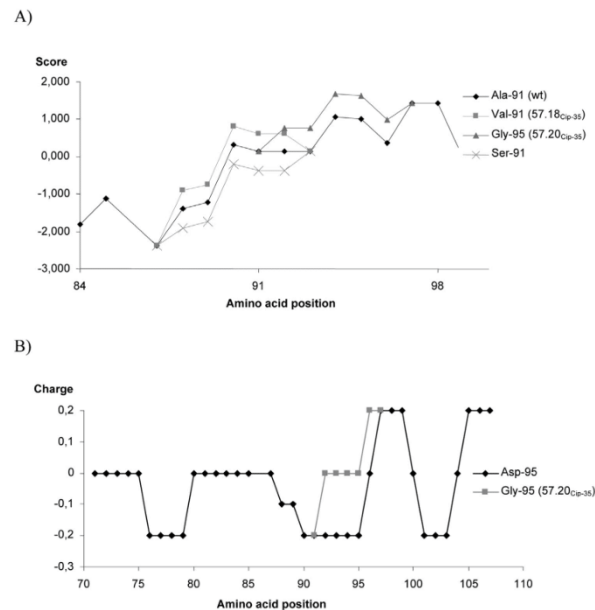 A)
Score
2,000
1,000
0,000
-1,000
-2,000
-3,000
84
91
98
Amino acid position
Ala-91 (wt)
Val-91 (57.18Cip-35)
Gly-95 (57.20Cip-35)
Ser-91
B)
Charge
0,2
0,1
0
-0,1
-0,2
-0,3
70
75
80
85
90
95
100
105
110
Amino acid position
Asp-95
Gly-95 (57.20Cip-35)